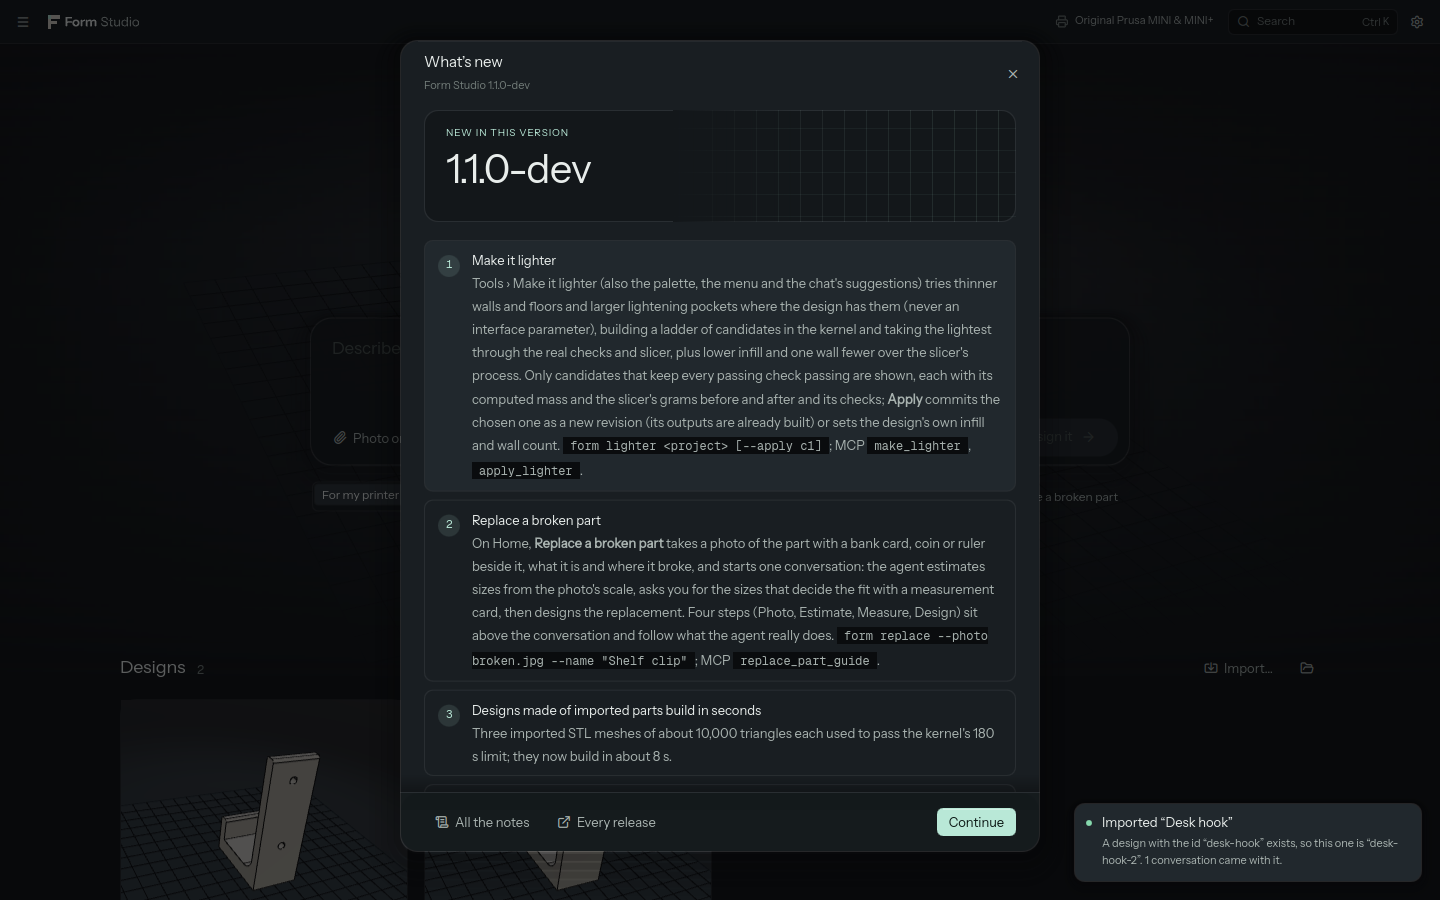 Form Studio
Original Prusa MINI & MINI+
Search
Ctrl K
What's new
Form Studio 1.1.0-dev
NEW IN THIS VERSION
1.1.0-dev
1
Make it lighter
Tools › Make it lighter (also the palette, the menu and the chat's suggestions) tries thinner
walls and floors and larger lightening pockets where the design has them (never an
interface parameter), building a ladder of candidates in the kernel and taking the lightest
through the real checks and slicer, plus lower infill and one wall fewer over the slicer's
process. Only candidates that keep every passing check passing are shown, each with its
computed mass and the slicer's grams before and after and its checks; Apply commits the
chosen one as a new revision (its outputs are already built) or sets the design's own infill
and wall count. form lighter <project> [--apply c1] ; MCP make_lighter ,
apply_lighter .
2
Replace a broken part
On Home, Replace a broken part takes a photo of the part with a bank card, coin or ruler
beside it, what it is and where it broke, and starts one conversation: the agent estimates
sizes from the photo's scale, asks you for the sizes that decide the fit with a measurement
card, then designs the replacement. Four steps (Photo, Estimate, Measure, Design) sit
above the conversation and follow what the agent really does. form replace --photo
broken.jpg --name "Shelf clip" ; MCP replace_part_guide .
3
Designs made of imported parts build in seconds
Three imported STL meshes of about 10,000 triangles each used to pass the kernel's 180
s limit; they now build in about 8 s.
All the notes
Every release
Continue
Describe
Photo o
ign it
For my printer
e a broken part
Designs 2
Import...
Imported “Desk hook”
A design with the id “desk-hook” exists, so this one is “desk-
hook-2”. 1 conversation came with it.